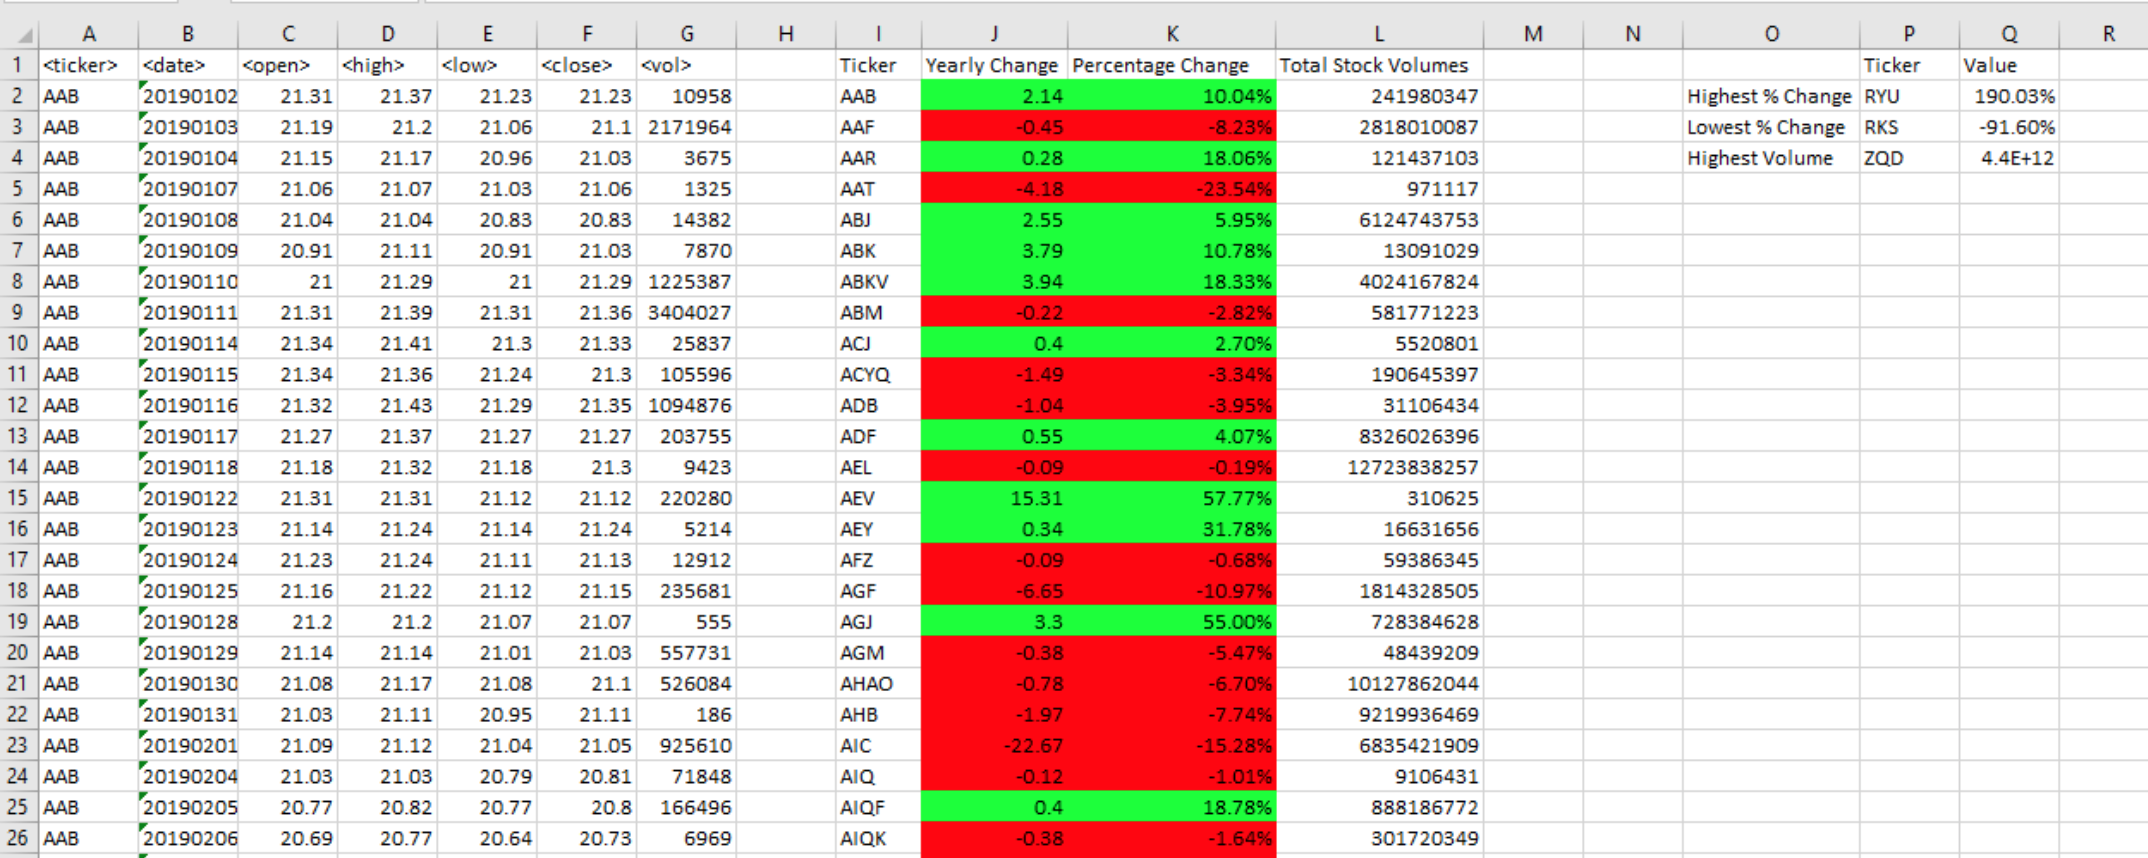 A B C D E F G H I J K L M N O P Q R
1 <ticker> <date> <open> <high> <low> <close> <vol> Ticker Yearly Change Percentage Change Total Stock Volumes Ticker Value
2 AAB 20190102 21.31 21.37 21.23 21.23 10958 AAB 2.14 10.04% 241980347 Highest % Change RYU 190.03%
3 AAB 20190103 21.19 21.2 21.06 21.1 2171964 AAF -0.45 -8.23% 2818010087 Lowest % Change RKS -91.60%
4 AAB 20190104 21.15 21.17 20.96 21.03 3675 AAR 0.28 18.06% 121437103 Highest Volume ZQD 4.4E+12
5 AAB 20190107 21.06 21.07 21.03 21.06 1325 AAT -4.18 -23.54% 971117
6 AAB 20190108 21.04 21.04 20.83 20.83 14382 ABJ 2.55 5.95% 6124743753
7 AAB 20190109 20.91 21.11 20.91 21.03 7870 ABK 3.79 10.78% 13091029
8 AAB 20190110 21 21.29 21 21.29 1225387 ABKV 3.94 18.33% 4024167824
9 AAB 20190111 21.31 21.39 21.31 21.36 3404027 ABM -0.22 -2.82% 581771223
10 AAB 20190114 21.34 21.41 21.3 21.33 25837 ACJ 0.4 2.70% 5520801
11 AAB 20190115 21.34 21.36 21.24 21.3 105596 ACYQ -1.49 -3.34% 190645397
12 AAB 20190116 21.32 21.43 21.29 21.35 1094876 ADB -1.04 -3.95% 31106434
13 AAB 20190117 21.27 21.37 21.27 21.27 203755 ADF 0.55 4.07% 8326026396
14 AAB 20190118 21.18 21.32 21.18 21.3 9423 AEL -0.09 -0.19% 12723838257
15 AAB 20190122 21.31 21.31 21.12 21.12 220280 AEV 15.31 57.77% 310625
16 AAB 20190123 21.14 21.24 21.14 21.24 5214 AEY 0.34 31.78% 16631656
17 AAB 20190124 21.23 21.24 21.11 21.13 12912 AFZ -0.09 -0.68% 59386345
18 AAB 20190125 21.16 21.22 21.12 21.15 235681 AGF -6.65 -10.97% 1814328505
19 AAB 20190128 21.2 21.2 21.07 21.07 555 AGJ 3.3 55.00% 728384628
20 AAB 20190129 21.14 21.14 21.01 21.03 557731 AGM -0.38 -5.47% 48439209
21 AAB 20190130 21.08 21.17 21.08 21.1 526084 AHAO -0.78 -6.70% 10127862044
22 AAB 20190131 21.03 21.11 20.95 21.11 186 AHB -1.97 -7.74% 9219936469
23 AAB 20190201 21.09 21.12 21.04 21.05 925610 AIC -22.67 -15.28% 6835421909
24 AAB 20190204 21.03 21.03 20.79 20.81 71848 AIQ -0.12 -1.01% 9106431
25 AAB 20190205 20.77 20.82 20.77 20.8 166496 AIQF 0.4 18.78% 888186772
26 AAB 20190206 20.69 20.77 20.64 20.73 6969 AIQK -0.38 -1.64% 301720349